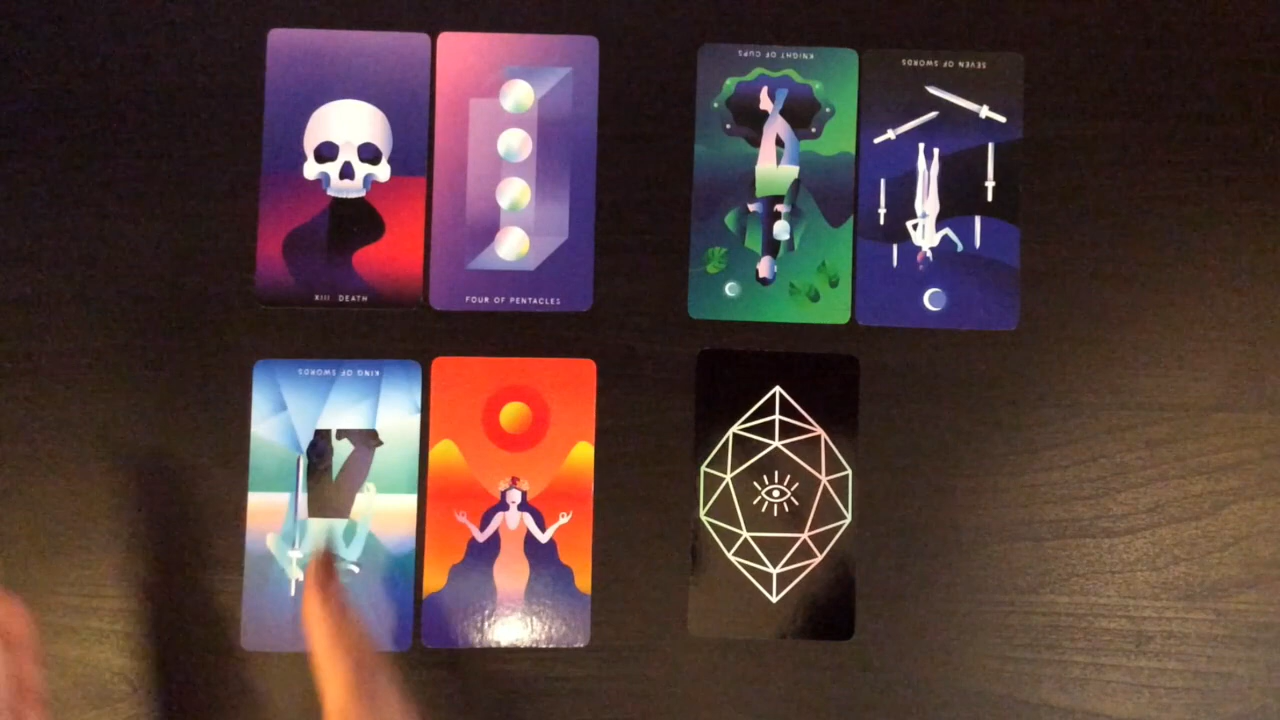 XIII DEATH
FOUR OF PENTACLES
KNIGHT OF CUPS
SEVEN OF SWORDS
KING OF SWORDS